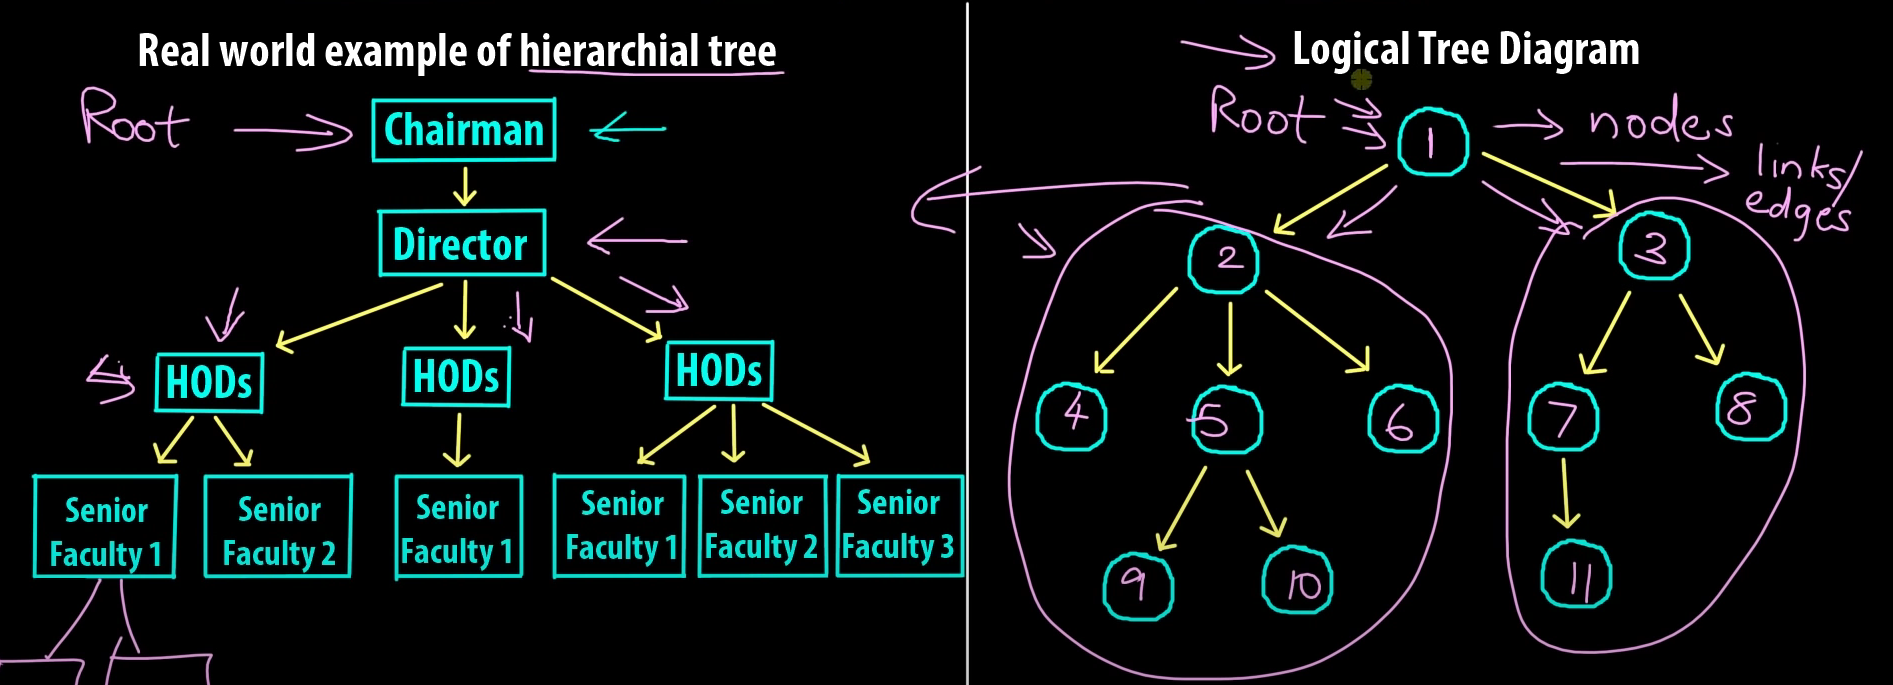 Real world example of hierarchial tree
Root
Chairman
Director
HODs
HODs
HODs
Senior
Faculty 1
Senior
Faculty 2
Senior
Faculty 1
Senior
Faculty 1
Senior
Faculty 2
Senior
Faculty 3
Logical Tree Diagram
Root
1
nodes
links/
edges
2
3
4
5
6
7
8
9
10
11